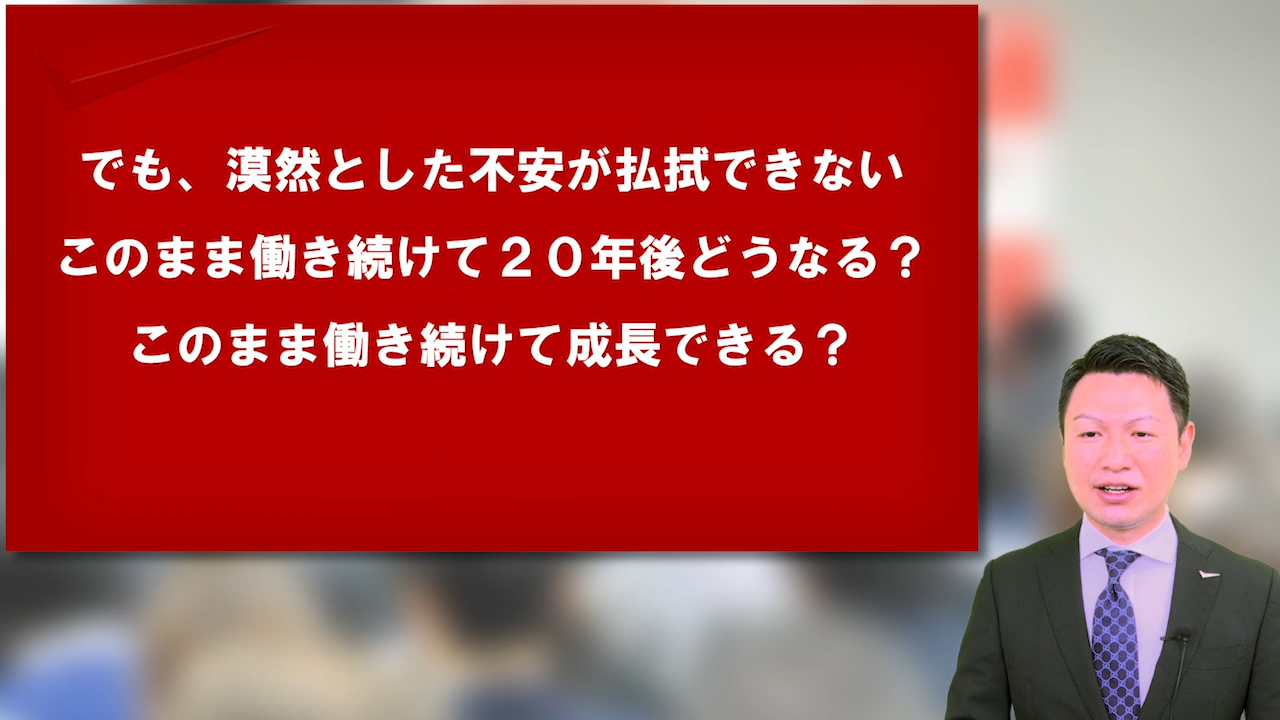 でも、漠然とした不安が払拭できない
このまま働き続けて２０年後どうなる？
このまま働き続けて成長できる？